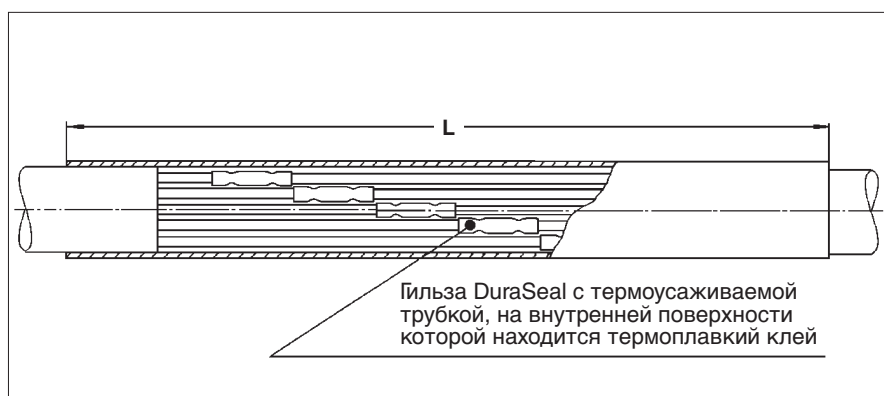 L
Гильза DuraSeal с термоусаживаемой
трубкой, на внутренней поверхности
которой находится термоплавкий клей